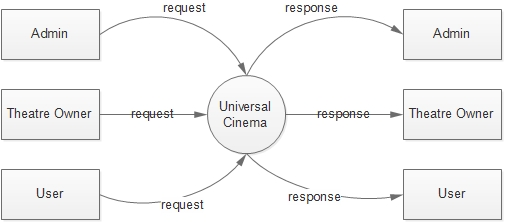 request
response
Admin
Admin
Theatre Owner
request
Universal
Cinema
response
Theatre Owner
User
request
response
User